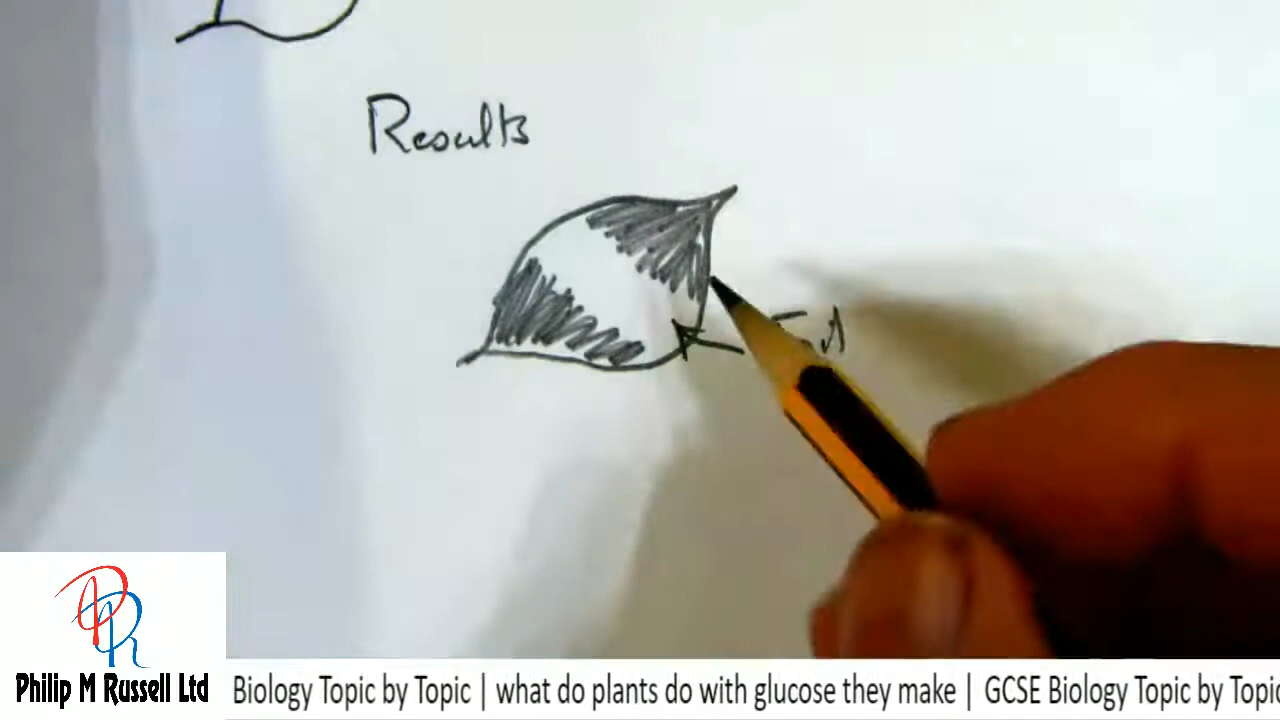 Results
Philip M Russell Ltd
Biology Topic by Topic | what do plants do with glucose they make | GCSE Biology Topic by Topic